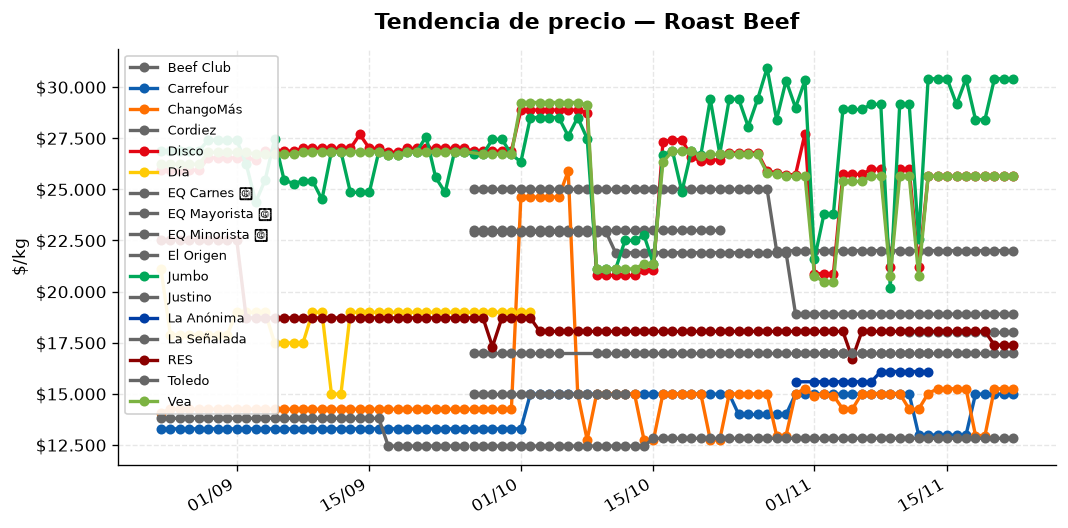 Tendencia de precio — Roast Beef
$/kg
$30.000
$27.500
$25.000
$22.500
$20.000
$17.500
$15.000
$12.500
Beef Club
Carrefour
ChangoMás
Cordiez
Disco
Día
EQ Carnes
EQ Mayorista
EQ Minorista
El Origen
Jumbo
Justino
La Anónima
La Señalada
RES
Toledo
Vea
01/09
15/09
01/10
15/10
01/11
15/11